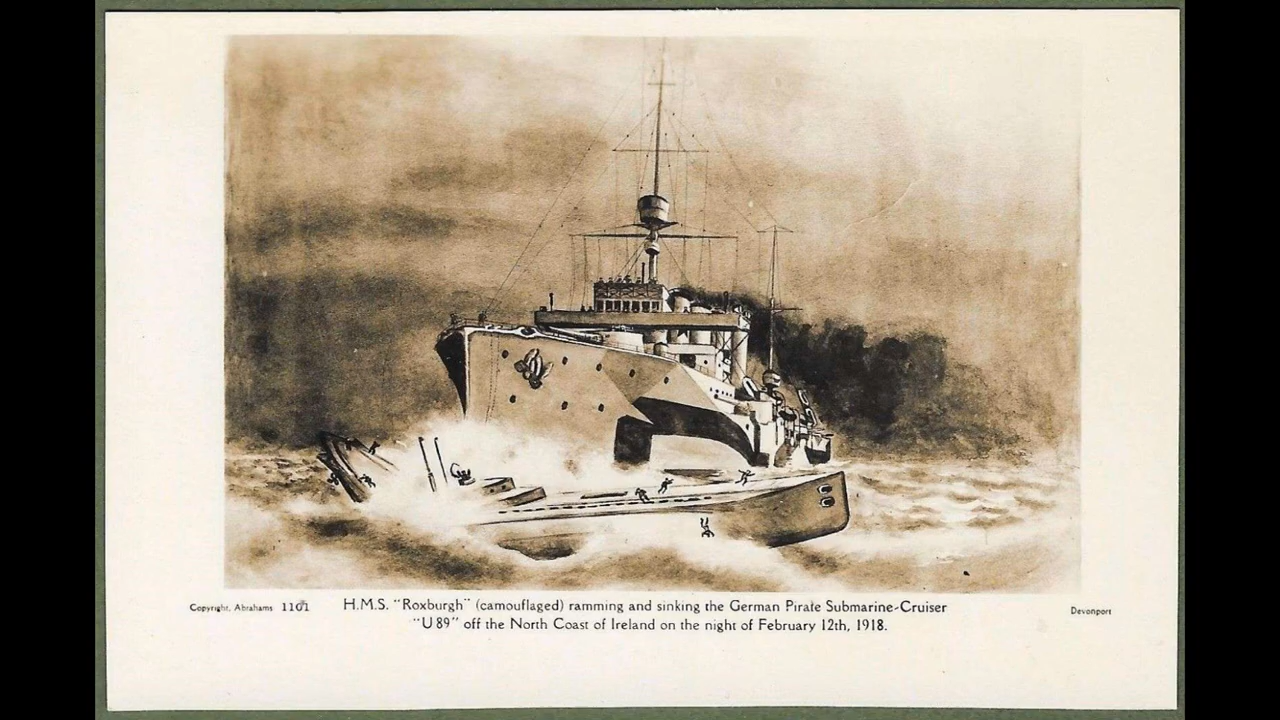 Copyright. Abrahams 1101
H.M.S. "Roxburgh" (camouflaged) ramming and sinking the German Pirate Submarine-Cruiser
"U 89" off the North Coast of Ireland on the night of February 12th, 1918.
Devonport